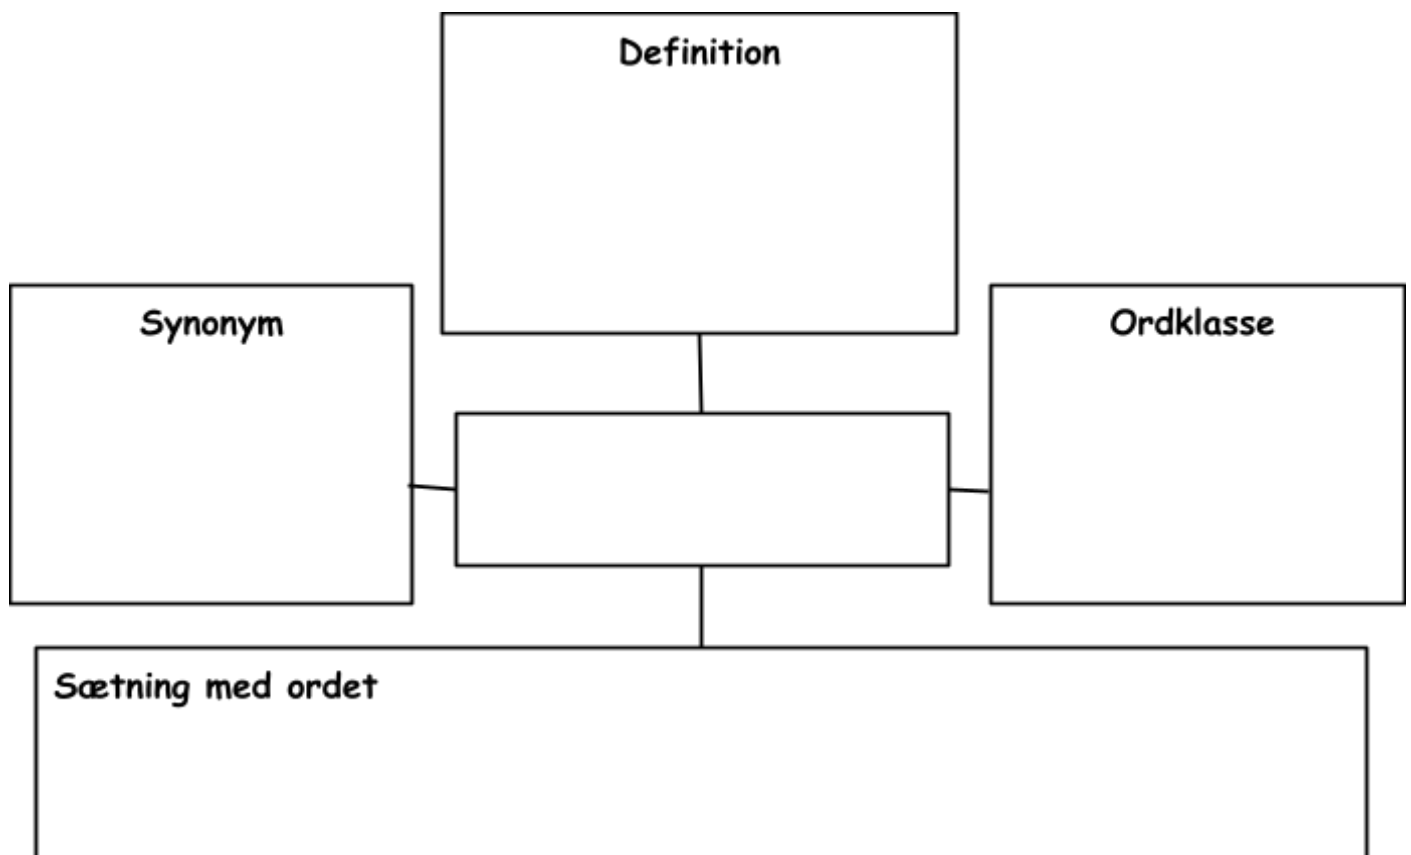 Definition
Synonym
Ordklasse
Sætning med ordet